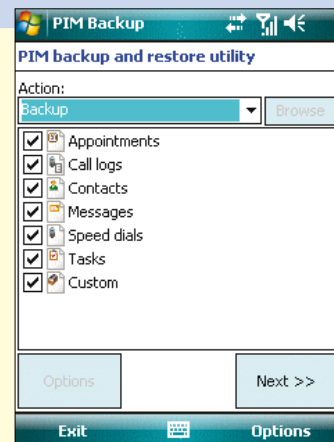 PIM Backup
PIM backup and restore utility
Action:
Backup
Browse
Appointments
Call logs
Contacts
Messages
Speed dials
Tasks
Custom
Options
Next >>
Exit
Options